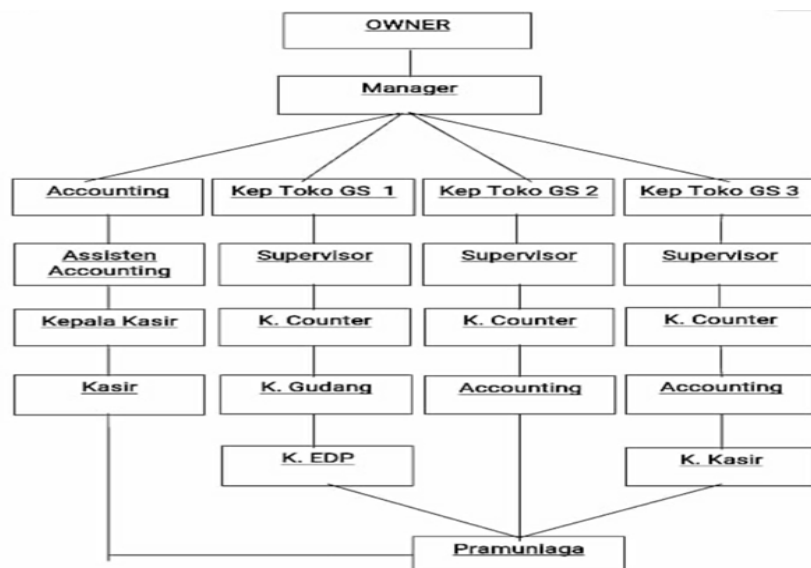 OWNER
Manager
Accounting
Kep Toko GS 1
Kep Toko GS 2
Kep Toko GS 3
Assisten
Accounting
Supervisor
Supervisor
Supervisor
Kepala Kasir
K. Counter
K. Counter
K. Counter
Kasir
K. Gudang
Accounting
Accounting
K. EDP
K. Kasir
Pramuniaga